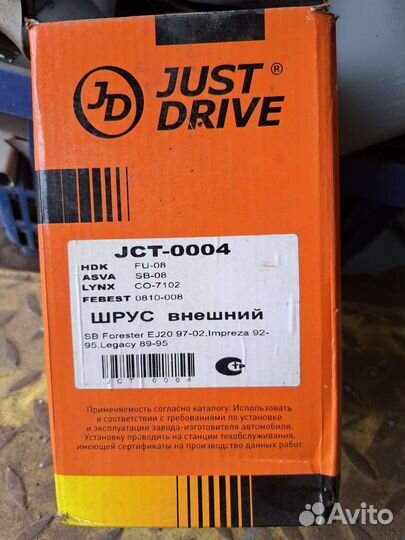 JD JUST ®
DRIVE
JCT-0004
HDK FU-08
ASVA SB-08
LYNX CO-7102
FEBEST 0810-008
ШРУС внешний
SB Forester EJ20 97-02.Impreza 92-
95.Legacy 89-95
JCT-0004
Применяемость согласно каталогу. Использовать
в соответствии с требованиями по установке
и эксплуатации завода-изготовителя автомобиля.
Установку проводить на станции техобслуживания,
имеющей сертификаты на производство данных работ.
Avito